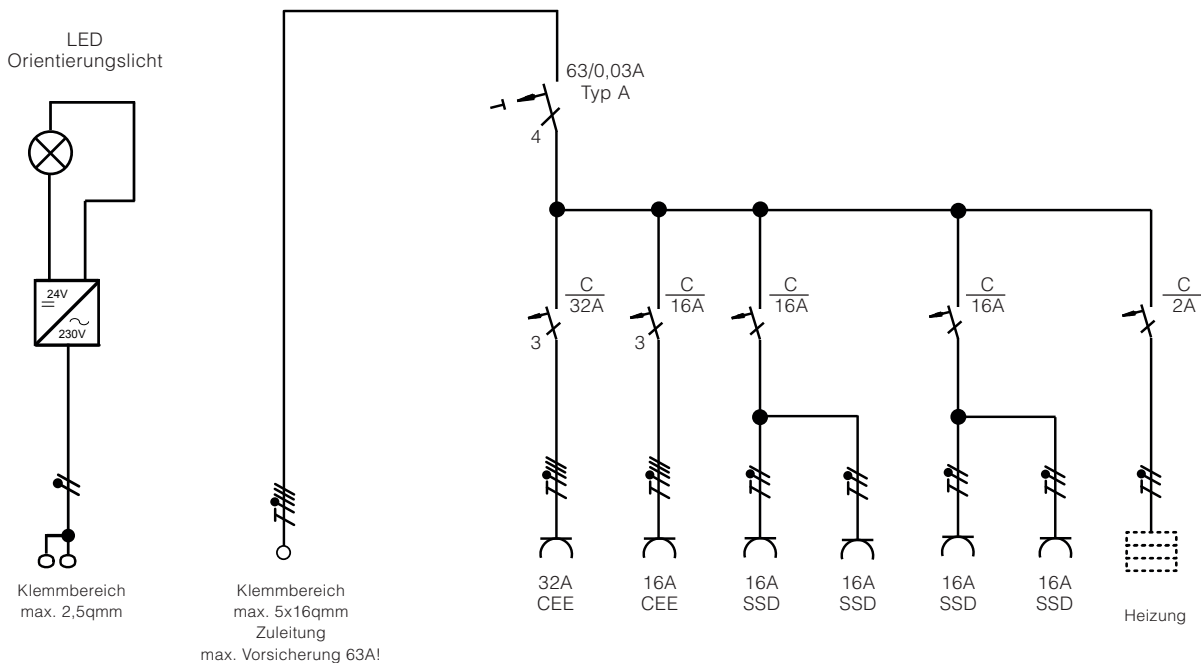 LED
Orientierungslicht
24V
230V
Klemmbereich
max. 2,5qmm
Klemmbereich
max. 5x16qmm
Zuleitung
max. Vorsicherung 63A!
63/0,03A
Typ A
4
C
32A
3
C
16A
3
C
16A
C
16A
C
2A
32A
CEE
16A
CEE
16A
SSD
16A
SSD
16A
SSD
16A
SSD
Heizung